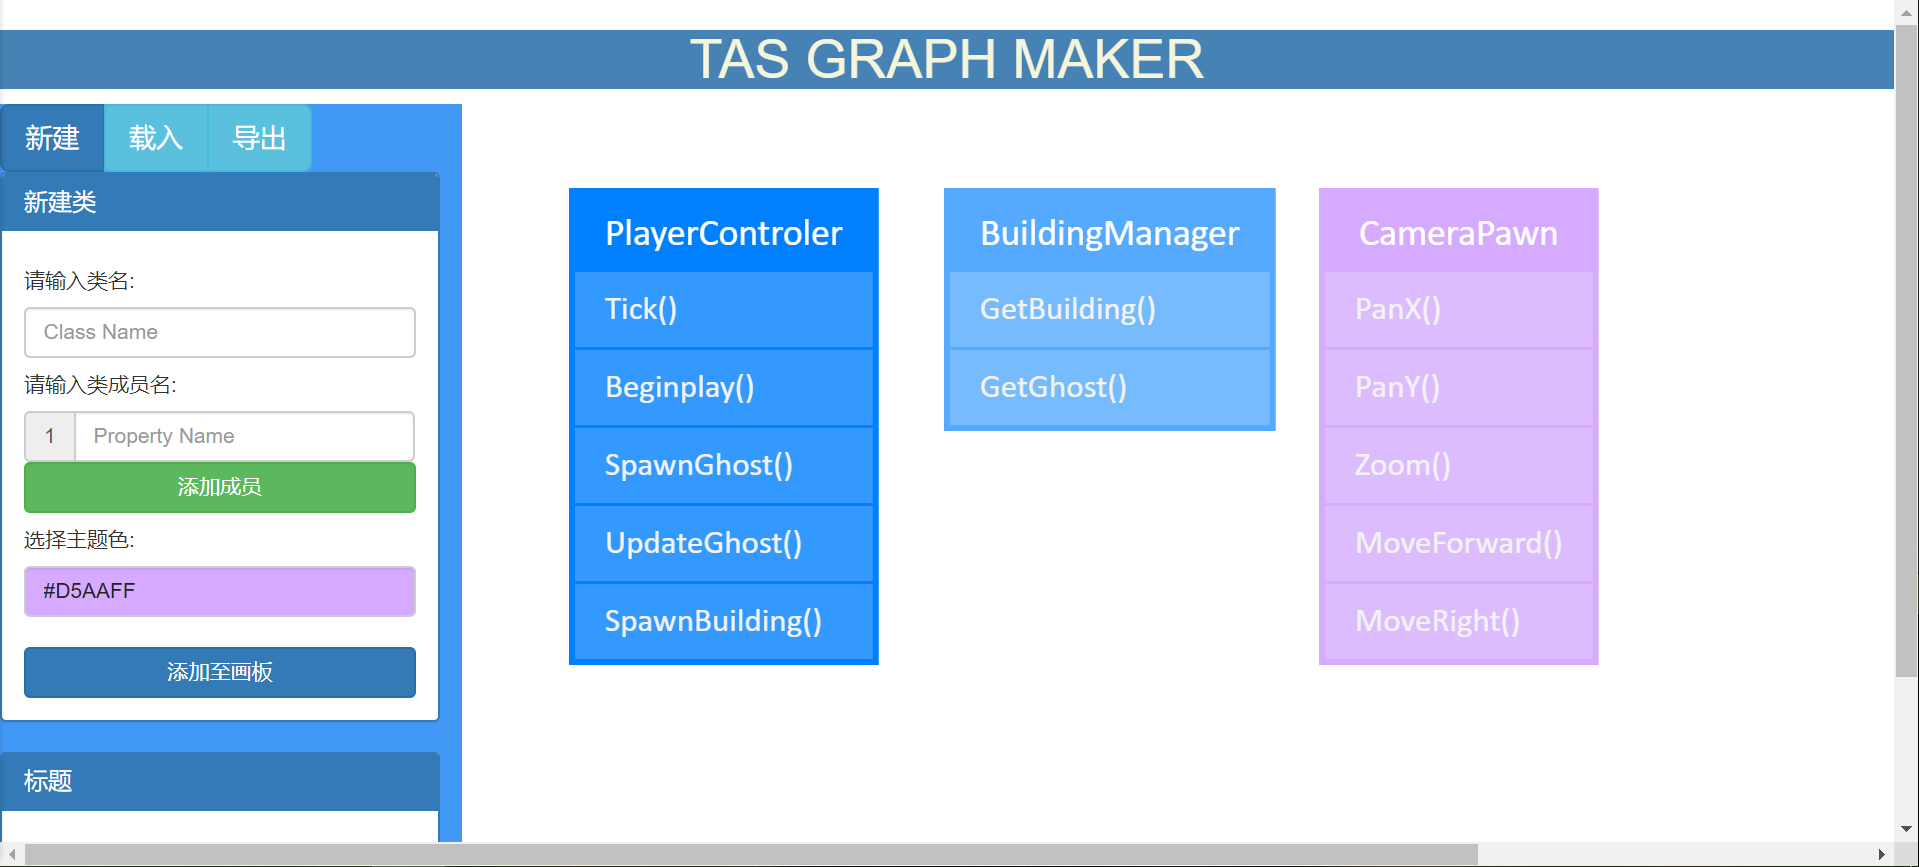 TAS GRAPH MAKER
新建
载入
导出
新建类
请输入类名:
Class Name
请输入类成员名:
1 Property Name
添加成员
选择主题色:
#D5AAFF
添加至画板
标题
PlayerControler
Tick()
Beginplay()
SpawnGhost()
UpdateGhost()
SpawnBuilding()
BuildingManager
GetBuilding()
GetGhost()
CameraPawn
PanX()
PanY()
Zoom()
MoveForward()
MoveRight()